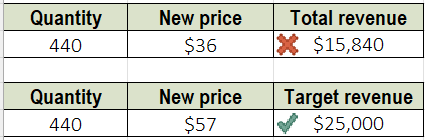 Quantity New price Total revenue
440 $36 $15,840
Quantity New price Target revenue
440 $57 $25,000